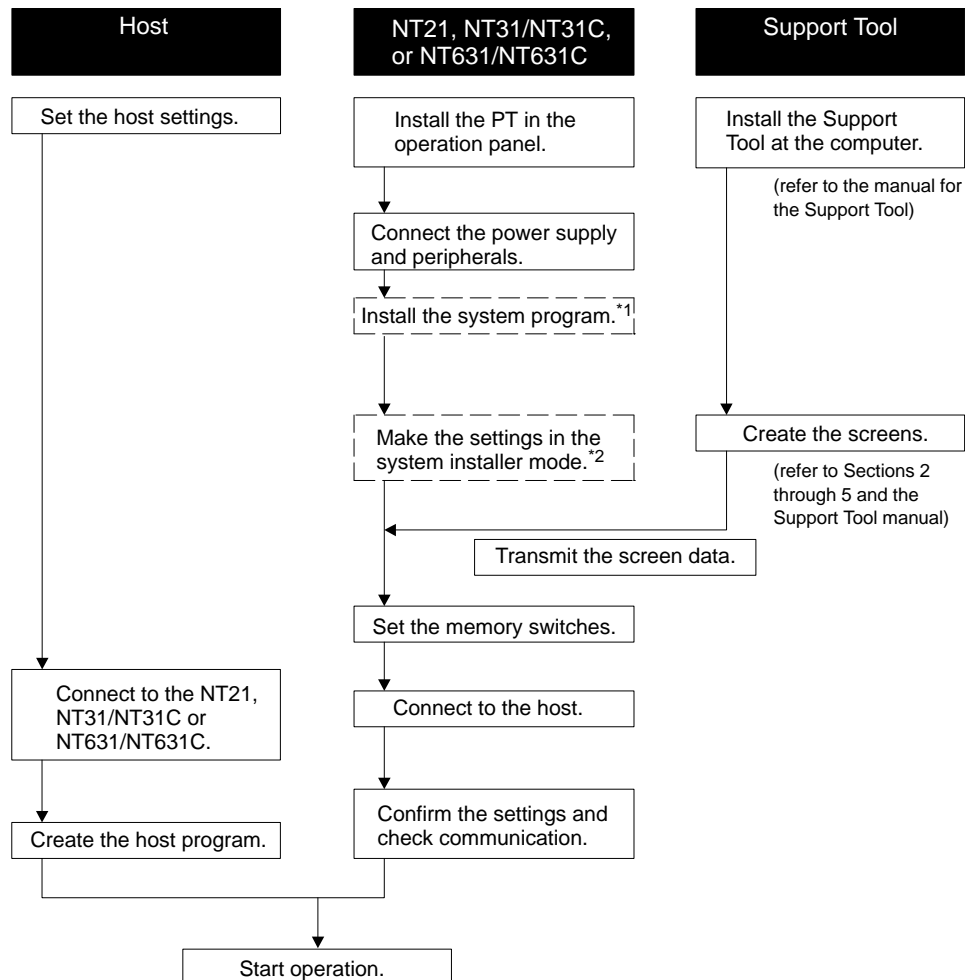 Host
NT21, NT31/NT31C,
or NT631/NT631C
Support Tool
Set the host settings.
Install the PT in the
operation panel.
Install the Support
Tool at the computer.
(refer to the manual for
the Support Tool)
Connect the power supply
and peripherals.
Install the system program.*1
Make the settings in the
system installer mode.*2
Create the screens.
(refer to Sections 2
through 5 and the
Support Tool manual)
Transmit the screen data.
Set the memory switches.
Connect to the NT21,
NT31/NT31C or
NT631/NT631C.
Connect to the host.
Create the host program.
Confirm the settings and
check communication.
Start operation.